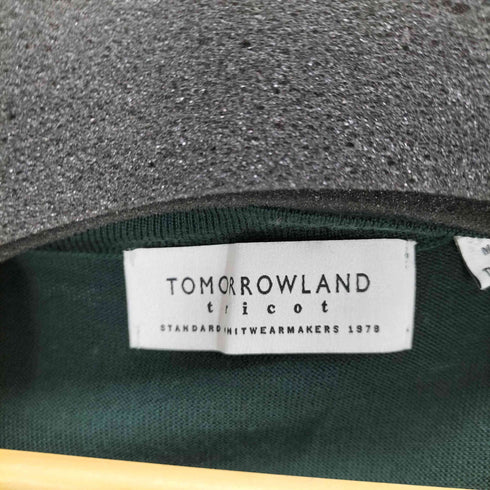 TOMORROWLAND
tricot
STANDARD KNITWEARMAKERS 1978